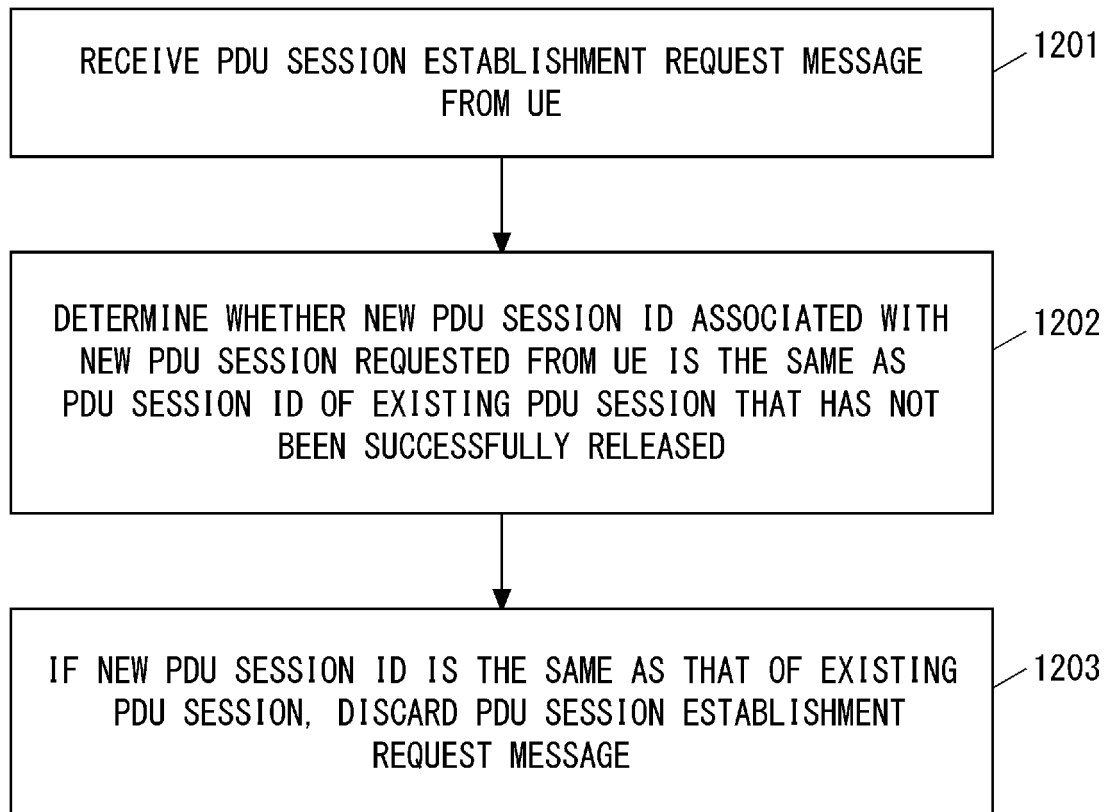 RECEIVE PDU SESSION ESTABLISHMENT REQUEST MESSAGE
FROM UE
1201
DETERMINE WHETHER NEW PDU SESSION ID ASSOCIATED WITH
NEW PDU SESSION REQUESTED FROM UE IS THE SAME AS
PDU SESSION ID OF EXISTING PDU SESSION THAT HAS NOT
BEEN SUCCESSFULLY RELEASED
1202
IF NEW PDU SESSION ID IS THE SAME AS THAT OF EXISTING
PDU SESSION, DISCARD PDU SESSION ESTABLISHMENT
REQUEST MESSAGE
1203